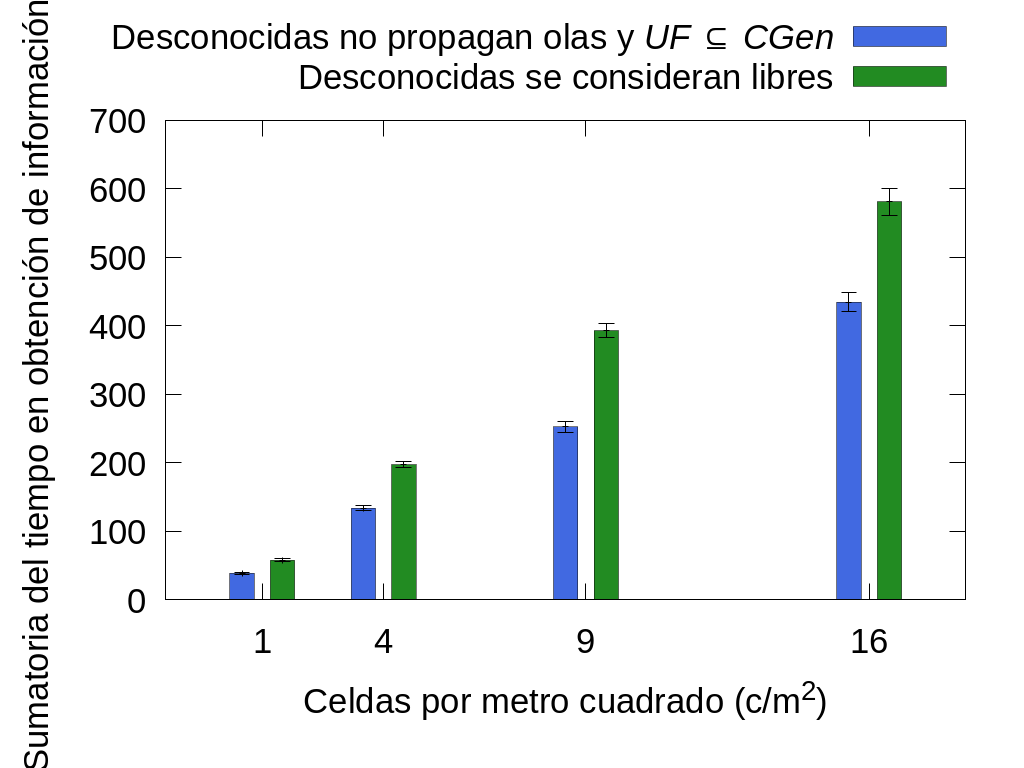 Desconocidas no propagan olas y UF ⊆ CGen
Desconocidas se consideran libres
Sumatoria del tiempo en obtención de información
700
600
500
400
300
200
100
0
1 4 9 16
Celdas por metro cuadrado (c/m²)